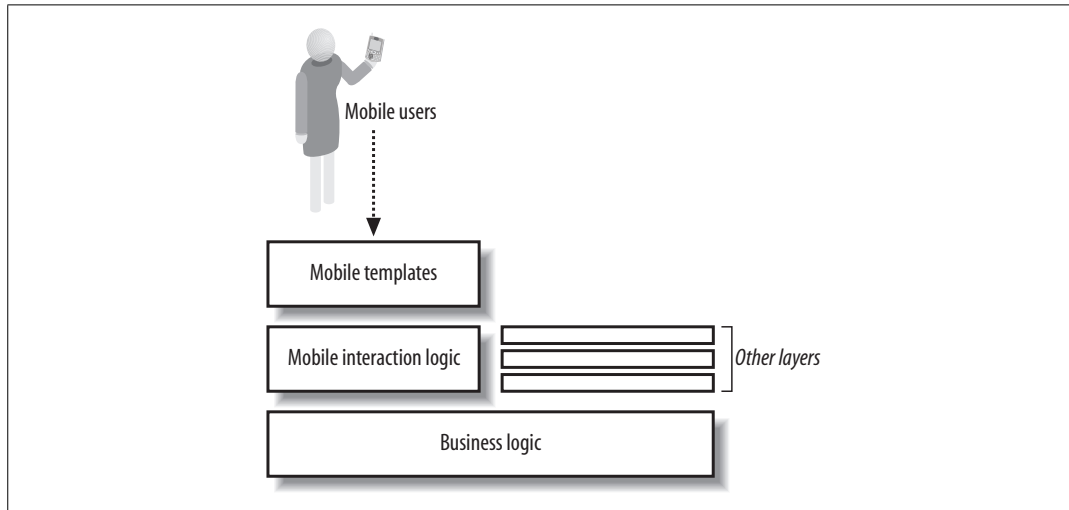 Mobile users
Mobile templates
Mobile interaction logic
Other layers
Business logic